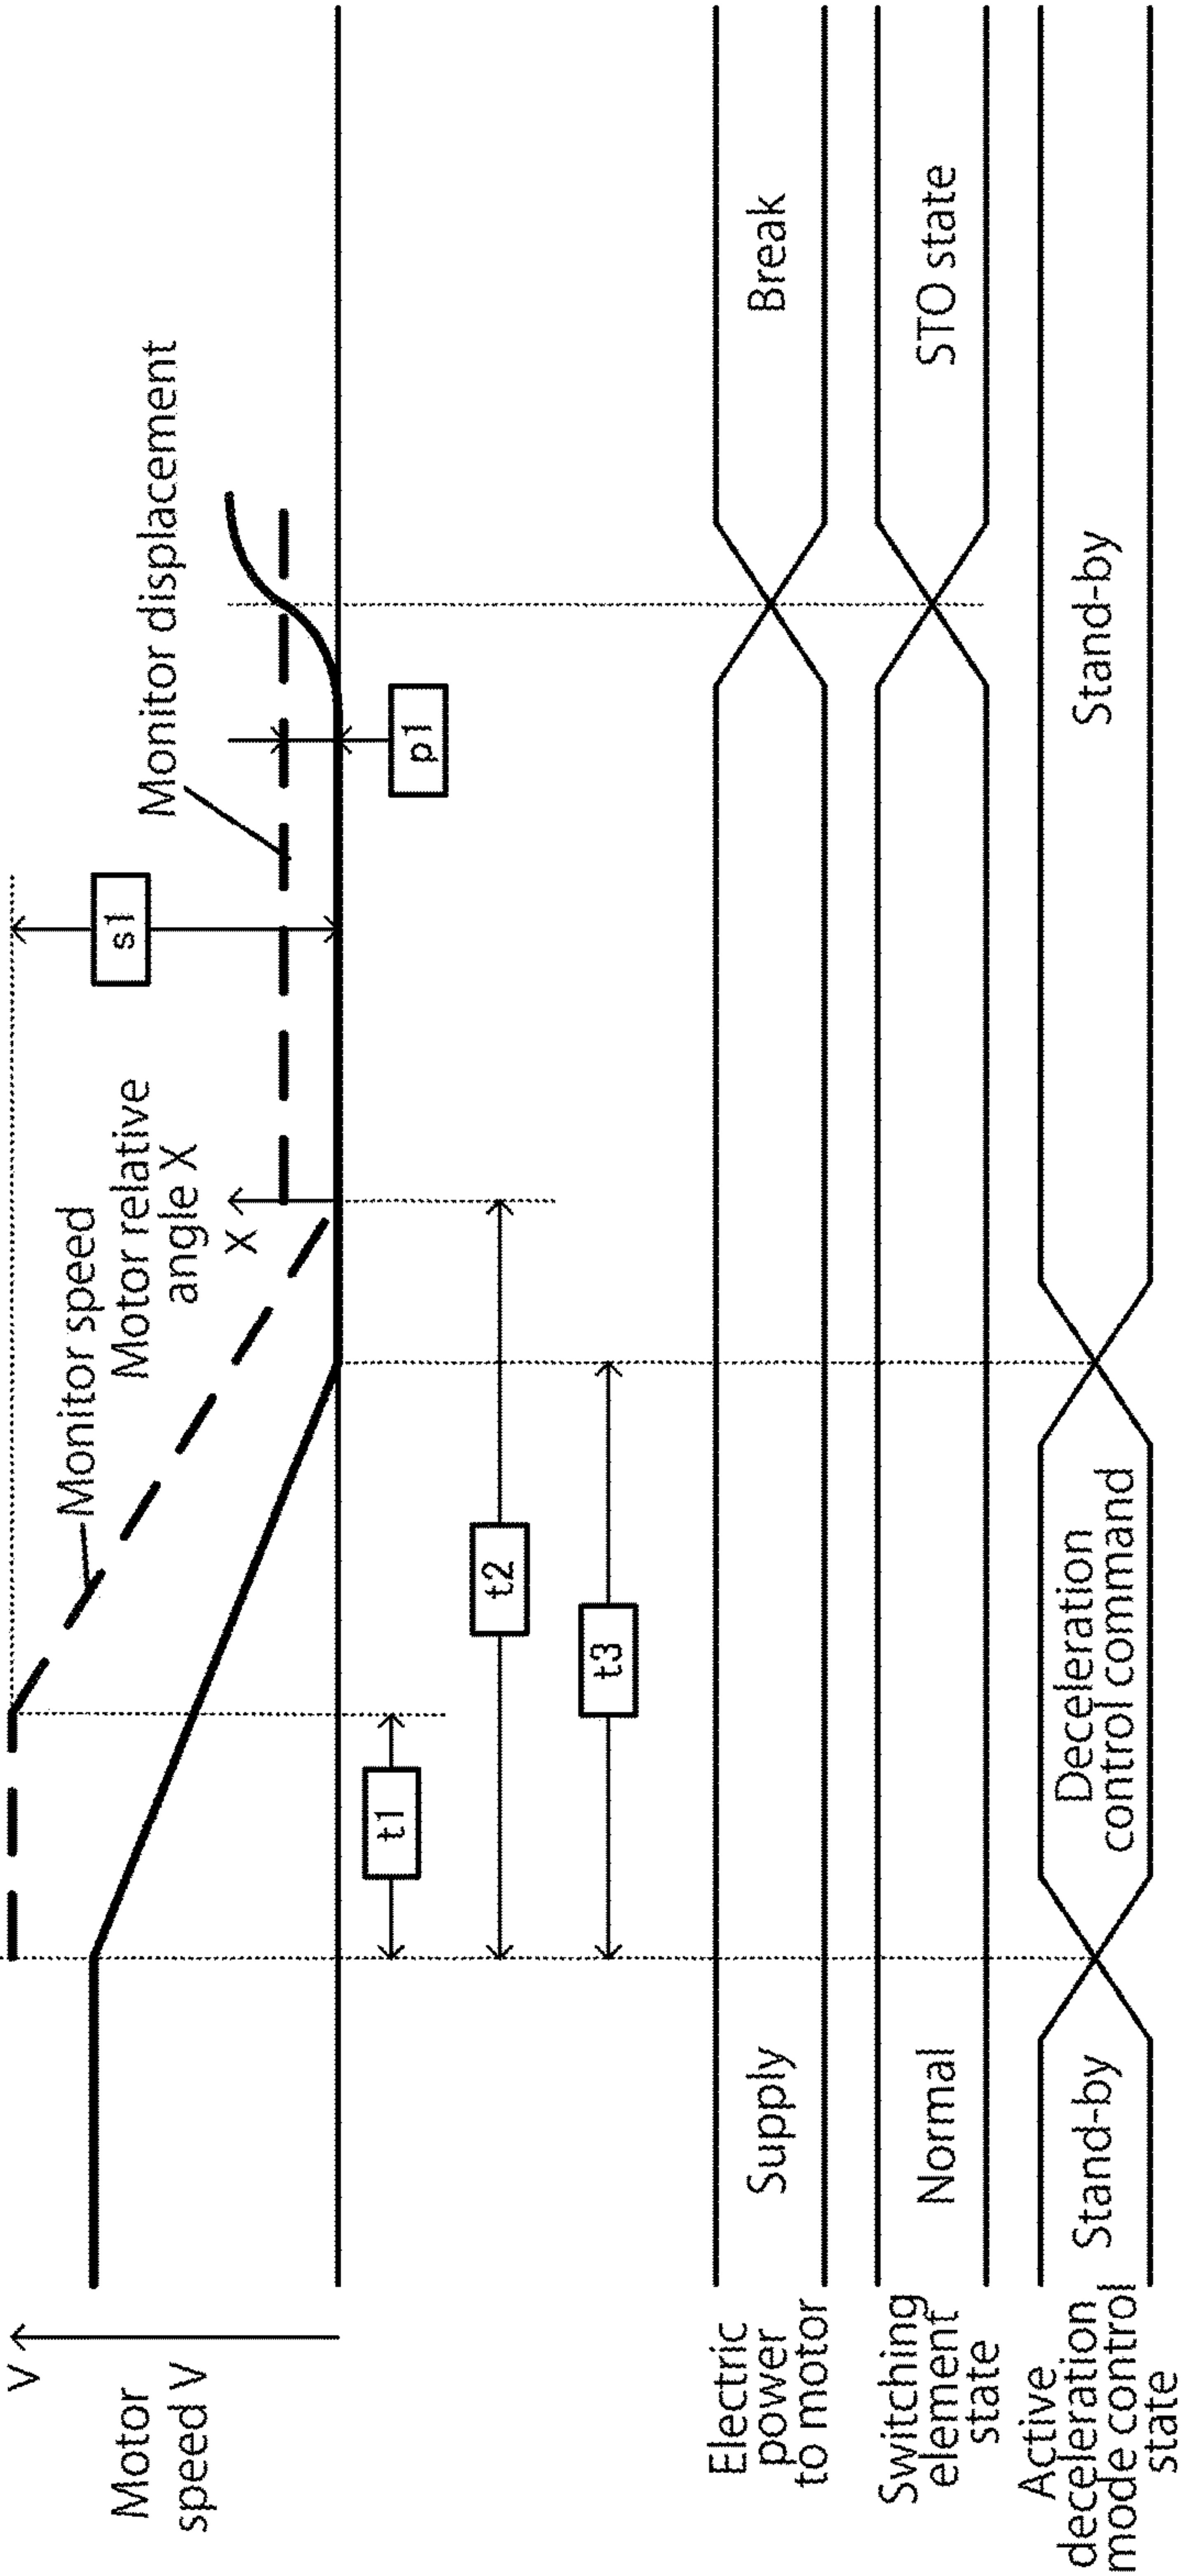 V
Motor
speed V
Monitor speed
Motor relative
angle X
X
s1
Monitor displacement
p1
t1
t2
t3
Electric
power
to motor
Supply
Break
Switching
element
state
Normal
STO state
Active
deceleration
mode control
state
Stand-by
Deceleration
control command
Stand-by